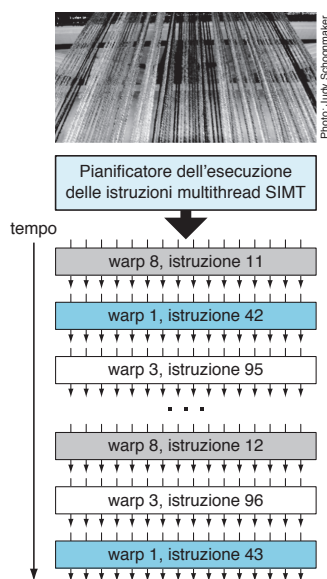 Photo: Judy Schoonmaker
Pianificatore dell'esecuzione
delle istruzioni multithread SIMT
tempo
warp 8, istruzione 11
warp 1, istruzione 42
warp 3, istruzione 95
. . .
warp 8, istruzione 12
warp 3, istruzione 96
warp 1, istruzione 43